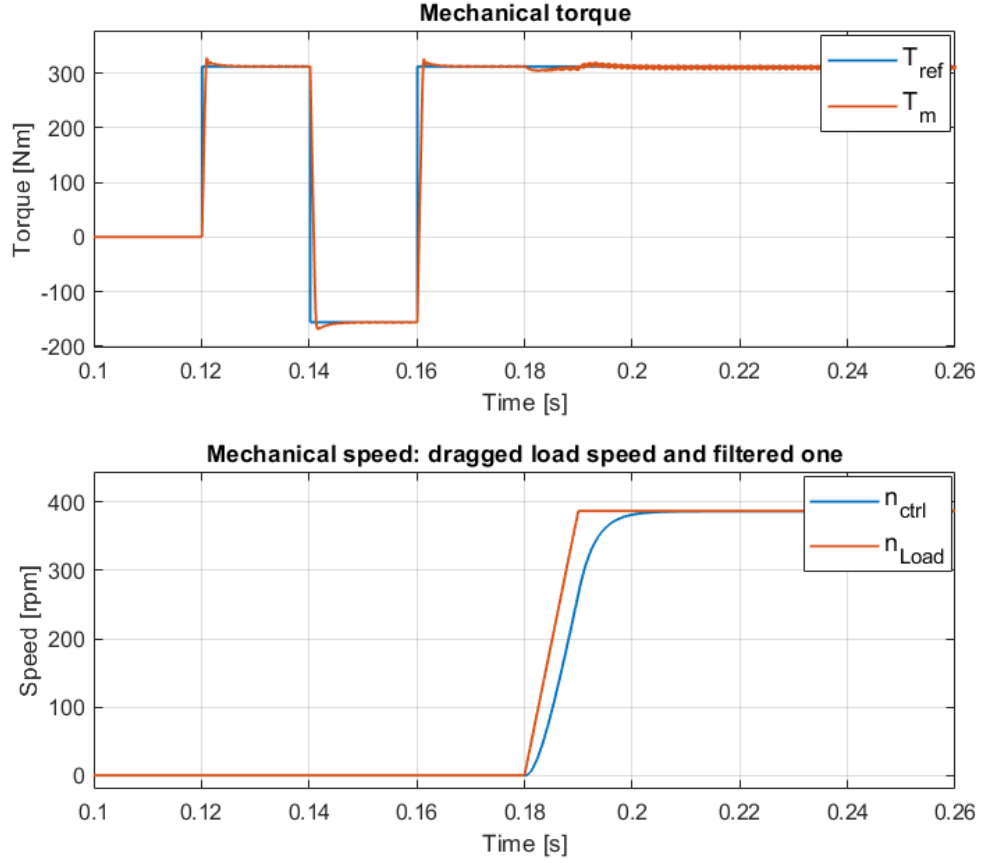 Mechanical torque
300
200
100
0
-100
-200
Torque [Nm]
T_ref
T_m
0.1 0.12 0.14 0.16 0.18 0.2 0.22 0.24 0.26
Time [s]
Mechanical speed: dragged load speed and filtered one
400
300
200
100
0
Speed [rpm]
n_ctrl
n_Load
0.1 0.12 0.14 0.16 0.18 0.2 0.22 0.24 0.26
Time [s]